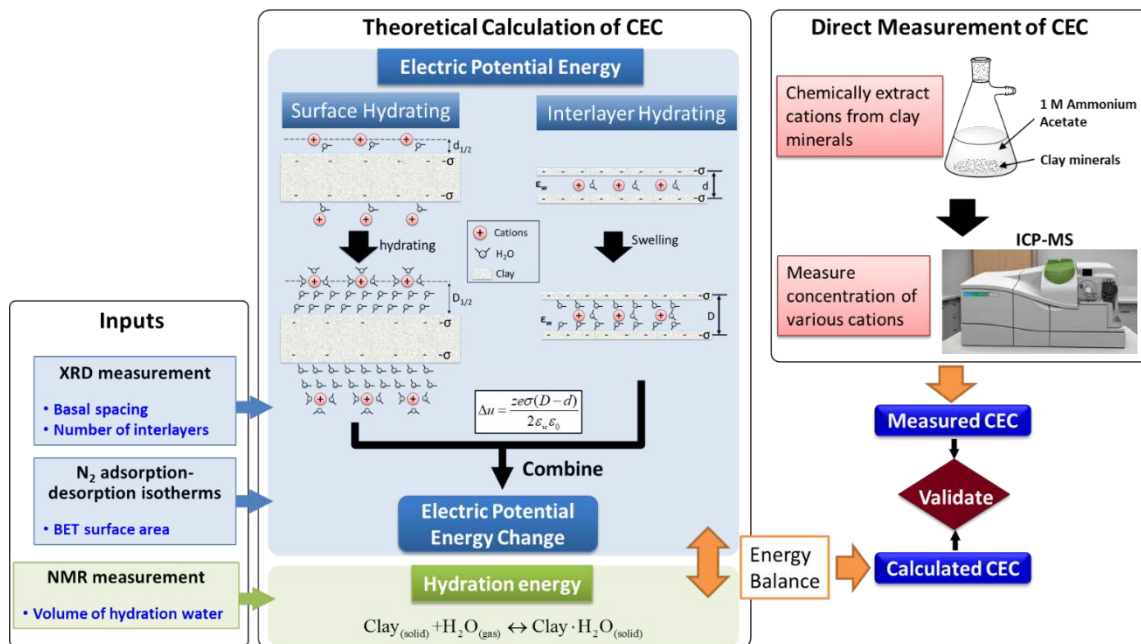 Theoretical Calculation of CEC
Electric Potential Energy
Surface Hydrating
Interlayer Hydrating
d1/2
-σ
-σ
εw
-σ
d
-σ
hydrating
Cations
H₂O
Clay
Swelling
D1/2
-σ
-σ
εw
-σ
D
-σ
Δu = zeσ(D − d) / 2εwε0
Combine
Electric Potential
Energy Change
Hydration energy
Clay(solid) +H₂O(gas) ↔ Clay · H₂O(solid)
Inputs
XRD measurement
• Basal spacing
• Number of interlayers
N₂ adsorption-
desorption isotherms
• BET surface area
NMR measurement
• Volume of hydration water
Direct Measurement of CEC
Chemically extract
cations from clay
minerals
1 M Ammonium
Acetate
Clay minerals
ICP-MS
Measure
concentration of
various cations
Measured CEC
Validate
Calculated CEC
Energy
Balance